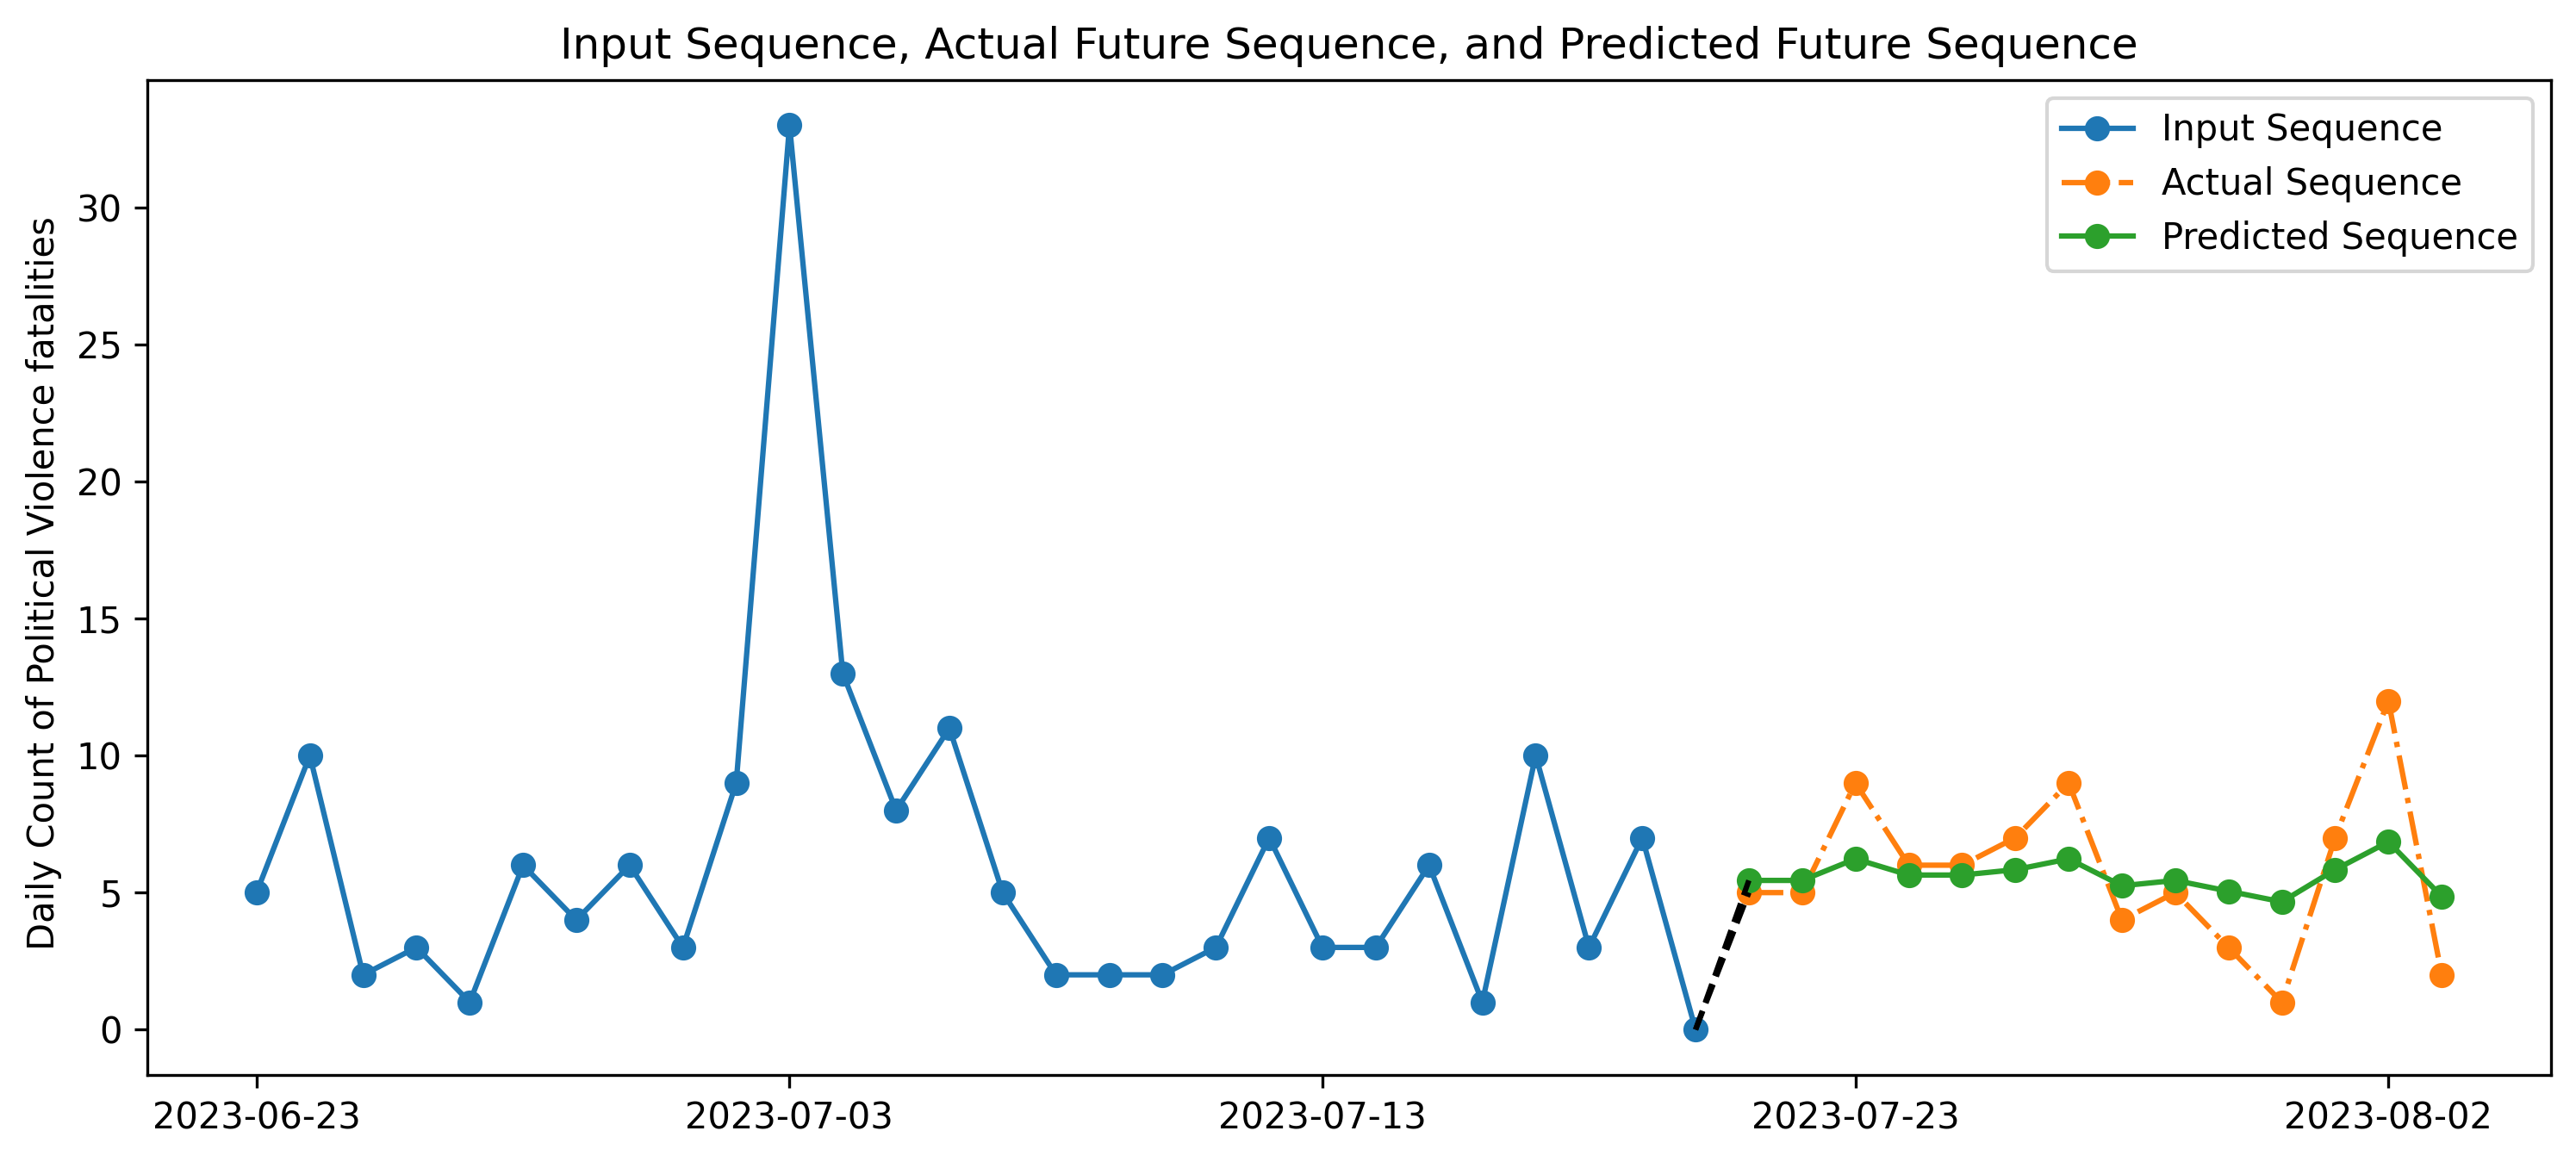 Input Sequence, Actual Future Sequence, and Predicted Future Sequence
Daily Count of Political Violence fatalities
30
25
20
15
10
5
0
Input Sequence
Actual Sequence
Predicted Sequence
2023-06-23
2023-07-03
2023-07-13
2023-07-23
2023-08-02